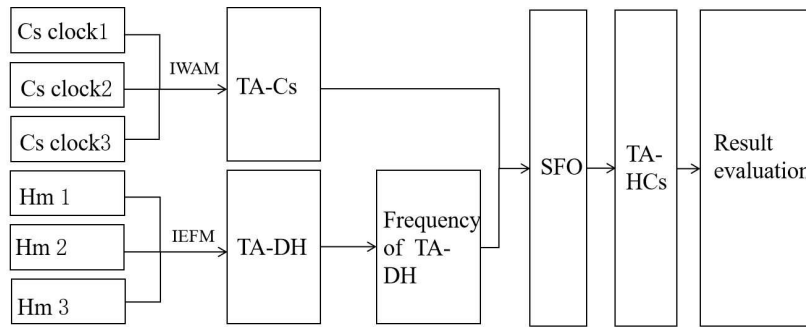 Cs clock1
Cs clock2
Cs clock3
IWAM
TA-Cs
Hm 1
Hm 2
Hm 3
IEFM
TA-DH
Frequency
of TA-
DH
SFO
TA-
HCs
Result
evaluation